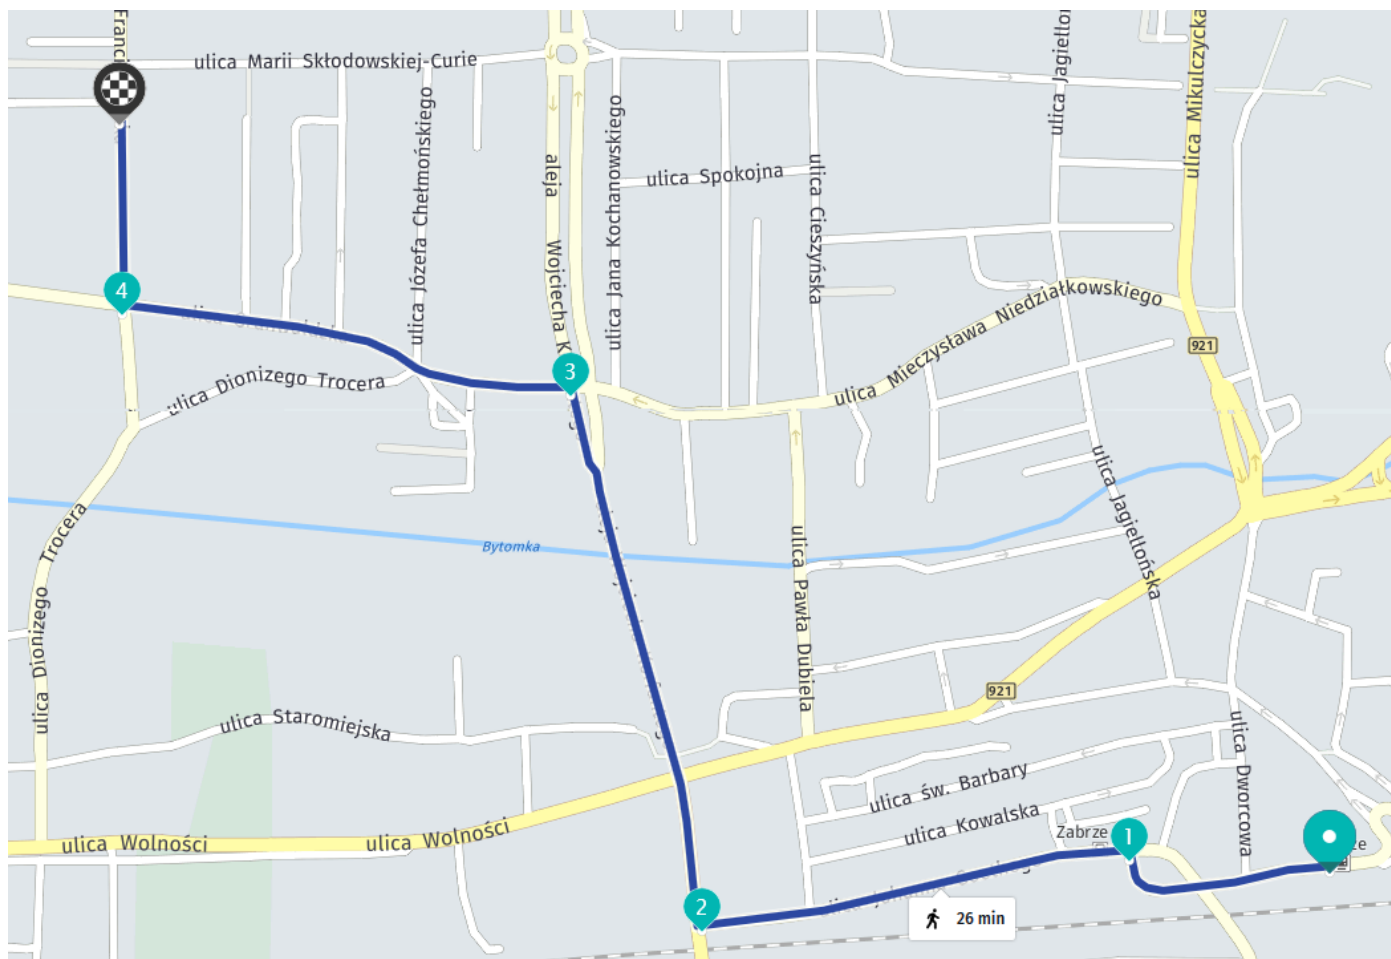 Franci
ulica Marii Skłodowskiej-Curie
ulica Jagielło
ulica Mikulczycka
ulica Józefa Chełmońskiego
aleja
Wojciecha K
ulica Jana Kochanowskiego
ulica Spokojna
ulica Cieszyńska
4
3
ulica Mieczysława Niedziałkowskiego
921
ulica Dionizego Trocera
ulica Jagiellońska
Bytomka
ulica Dionizego Trocera
ulica Pawła Dubiela
921
ulica Staromiejska
ulica Dworcowa
ulica św. Barbary
ulica Kowalska
Zabrze
1
ulica Wolności
ulica Wolności
2
26 min